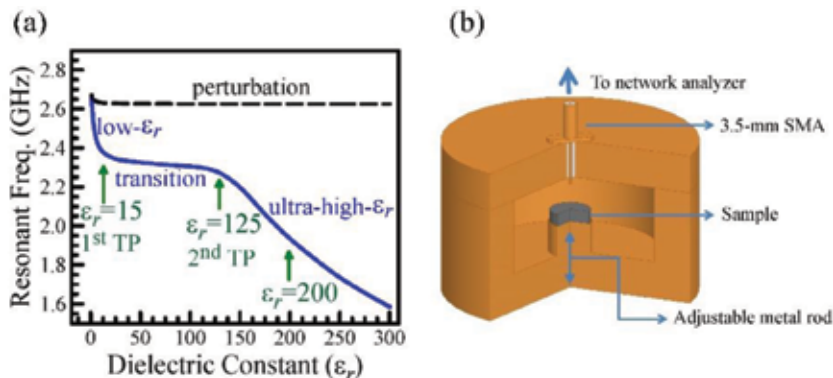 (a)
Resonant Freq. (GHz)
2.8
2.6
2.4
2.2
2.0
1.8
1.6
perturbation
low-εr
transition
ultra-high-εr
εr=15
1st TP
εr=125
2nd TP
εr=200
0 50 100 150 200 250 300
Dielectric Constant (εr)
(b)
To network analyzer
3.5-mm SMA
Sample
Adjustable metal rod